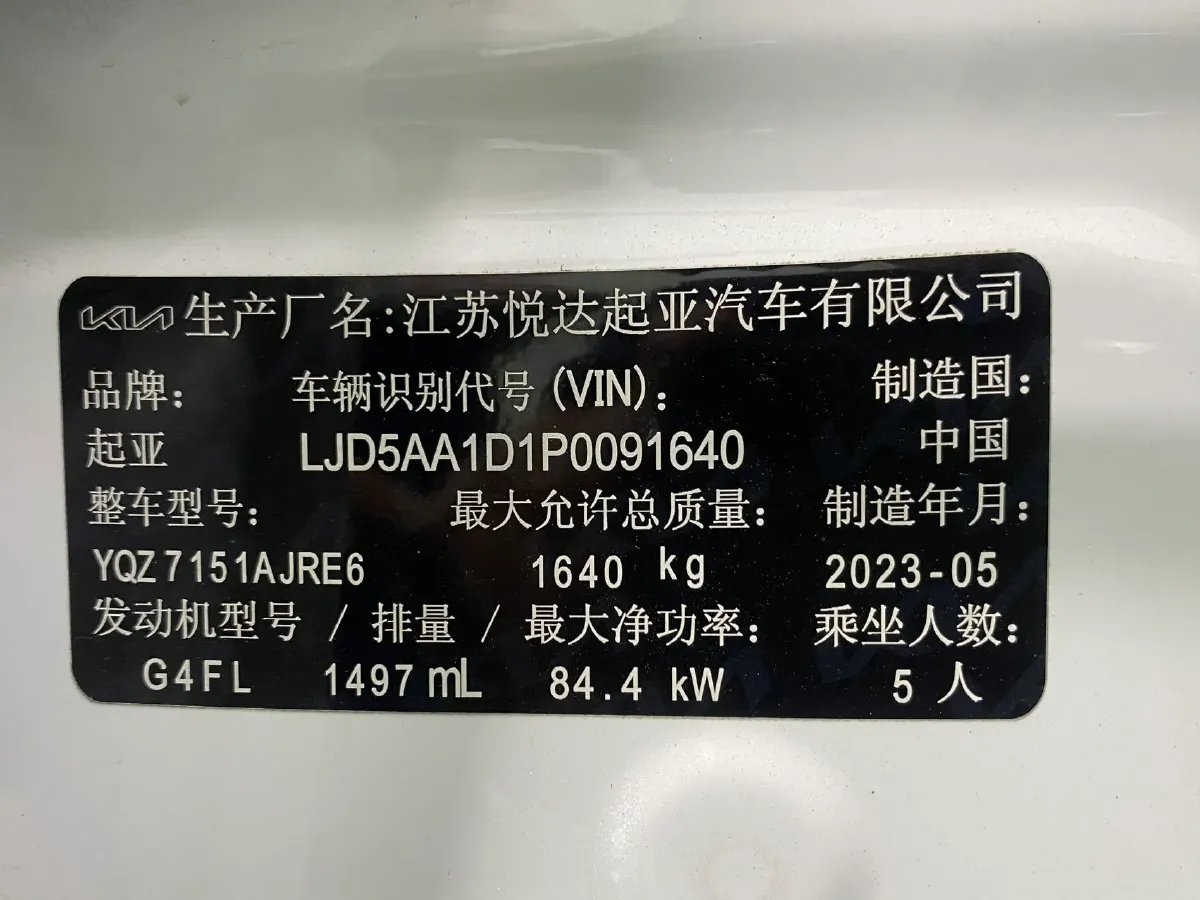 KIA 生产厂名:江苏悦达起亚汽车有限公司
品牌: 车辆识别代号(VIN): 制造国:
起亚 LJD5AA1D1P0091640 中国
整车型号: 最大允许总质量: 制造年月:
YQZ7151AJRE6 1640 kg 2023-05
发动机型号 / 排量 / 最大净功率: 乘坐人数:
G4FL 1497 mL 84.4 kW 5 人